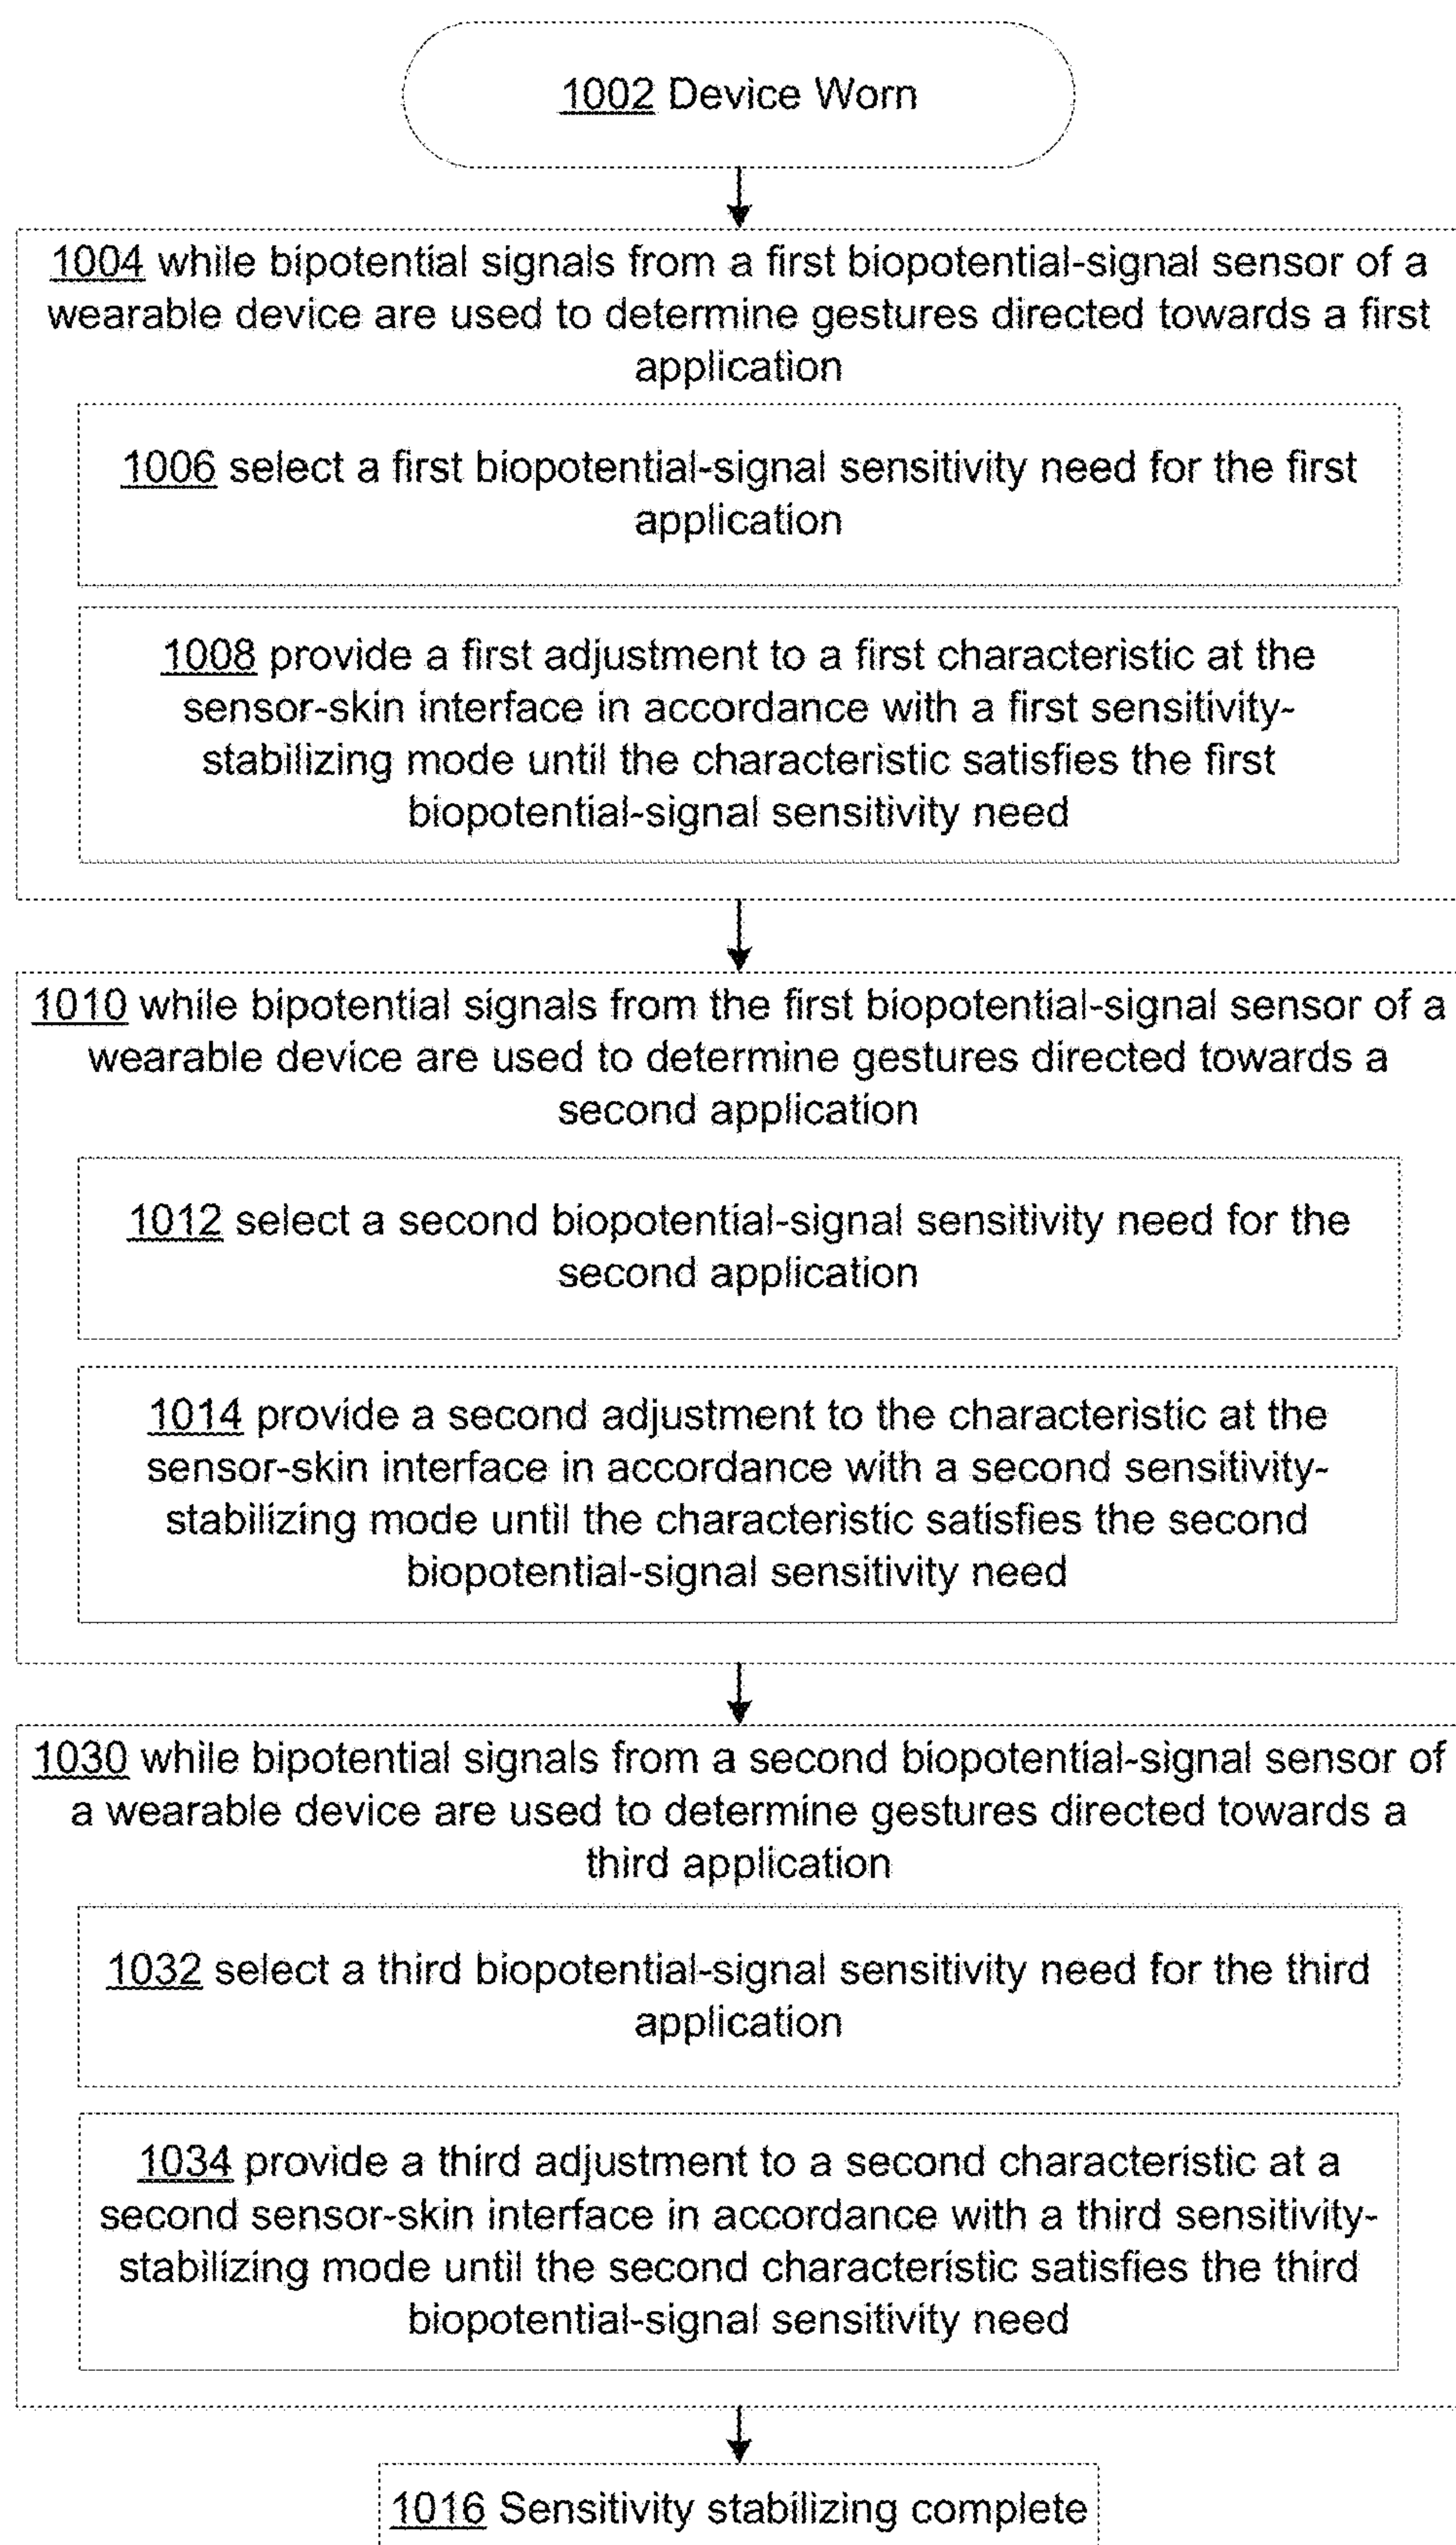 1002 Device Worn
1004 while bipotential signals from a first biopotential-signal sensor of a
wearable device are used to determine gestures directed towards a first
application
1006 select a first biopotential-signal sensitivity need for the first
application
1008 provide a first adjustment to a first characteristic at the
sensor-skin interface in accordance with a first sensitivity-
stabilizing mode until the characteristic satisfies the first
biopotential-signal sensitivity need
1010 while bipotential signals from the first biopotential-signal sensor of a
wearable device are used to determine gestures directed towards a
second application
1012 select a second biopotential-signal sensitivity need for the
second application
1014 provide a second adjustment to the characteristic at the
sensor-skin interface in accordance with a second sensitivity-
stabilizing mode until the characteristic satisfies the second
biopotential-signal sensitivity need
1030 while bipotential signals from a second biopotential-signal sensor of
a wearable device are used to determine gestures directed towards a
third application
1032 select a third biopotential-signal sensitivity need for the third
application
1034 provide a third adjustment to a second characteristic at a
second sensor-skin interface in accordance with a third sensitivity-
stabilizing mode until the second characteristic satisfies the third
biopotential-signal sensitivity need
1016 Sensitivity stabilizing complete